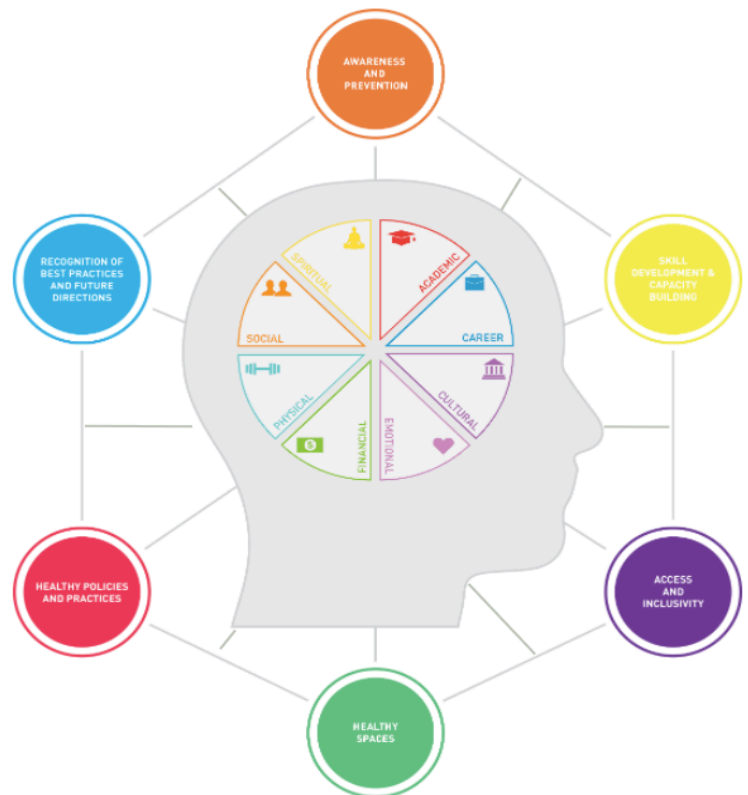 AWARENESS
AND
PREVENTION
RECOGNITION OF
BEST PRACTICES
AND FUTURE
DIRECTIONS
SKILL
DEVELOPMENT &
CAPACITY
BUILDING
SPIRITUAL
ACADEMIC
SOCIAL
CAREER
PHYSICAL
CULTURAL
FINANCIAL
EMOTIONAL
$
HEALTHY POLICIES
AND PRACTICES
ACCESS
AND
INCLUSIVITY
HEALTHY
SPACES